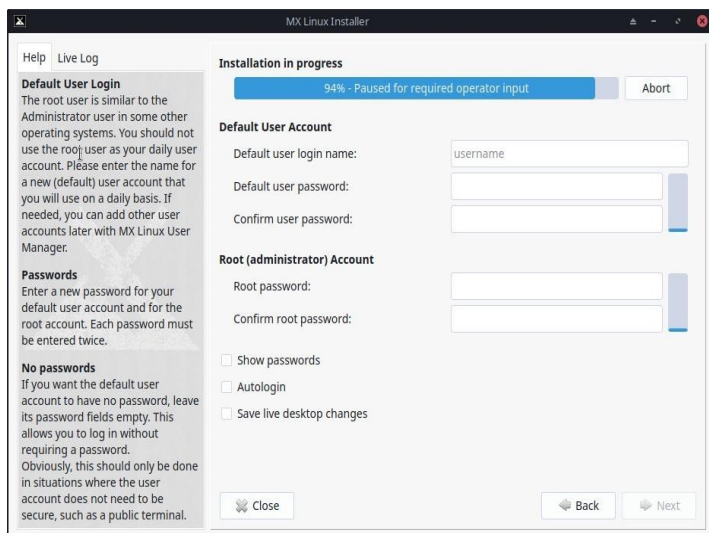 MX Linux Installer
Help
Live Log
Default User Login
The root user is similar to the
Administrator user in some other
operating systems. You should not
use the root user as your daily user
account. Please enter the name for
a new (default) user account that
you will use on a daily basis. If
needed, you can add other user
accounts later with MX Linux User
Manager.
Passwords
Enter a new password for your
default user account and for the
root account. Each password must
be entered twice.
No passwords
If you want the default user
account to have no password, leave
its password fields empty. This
allows you to log in without
requiring a password.
Obviously, this should only be done
in situations where the user
account does not need to be
secure, such as a public terminal.
Installation in progress
94% - Paused for required operator input
Abort
Default User Account
Default user login name:
username
Default user password:
Confirm user password:
Root (administrator) Account
Root password:
Confirm root password:
Show passwords
Autologin
Save live desktop changes
Close
Back
Next